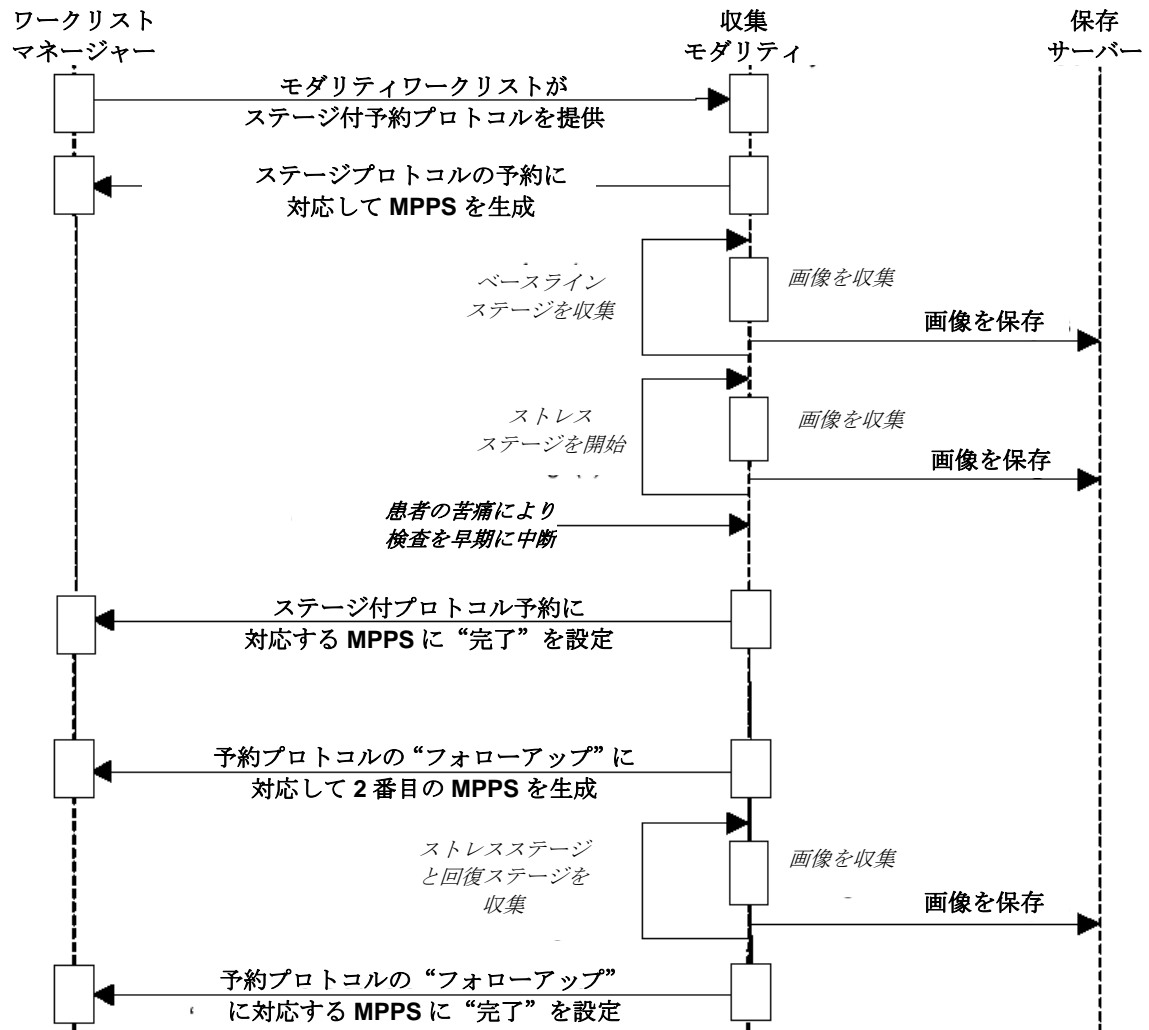 ワークリスト
マネージャー
収集
モダリティ
保存
サーバー
モダリティワークリストが
ステージ付予約プロトコルを提供
ステージプロトコルの予約に
対応して MPPS を生成
ベースライン
ステージを収集
画像を収集
画像を保存
ストレス
ステージを開始
画像を収集
画像を保存
患者の苦痛により
検査を早期に中断
ステージ付プロトコル予約に
対応する MPPS に “完了” を設定
予約プロトコルの “フォローアップ” に
対応して 2 番目の MPPS を生成
ストレスステージ
と回復ステージを
収集
画像を収集
画像を保存
予約プロトコルの “フォローアップ”
に対応する MPPS に “完了” を設定